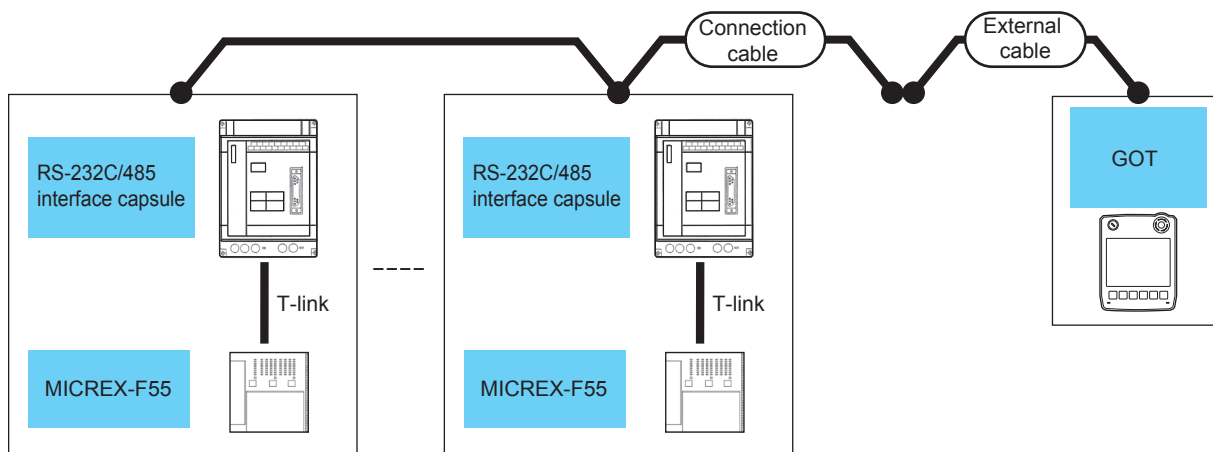 Connection
cable
External
cable
RS-232C/485
interface capsule
RS-232C/485
interface capsule
GOT
T-link
T-link
MICREX-F55
MICREX-F55